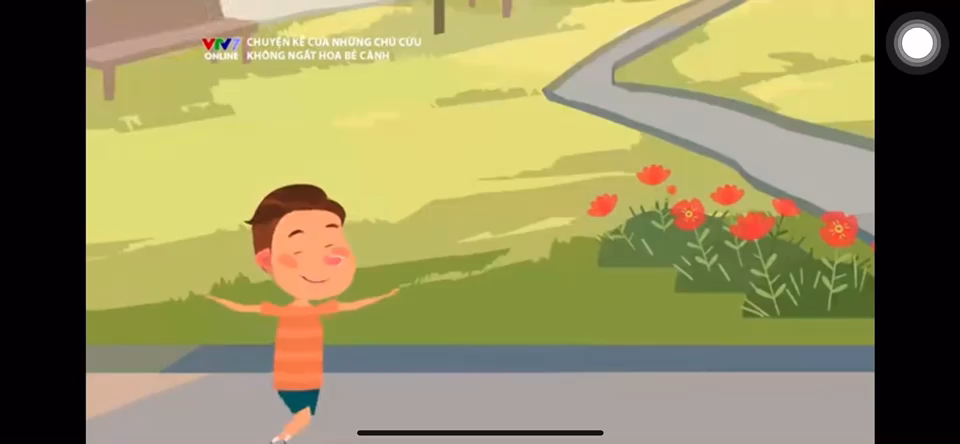 VTV7 CHUYỆN KỂ CỦA NHỮNG CHÚ CỪU
ONLINE KHÔNG NGẮT HOA BẺ CÀNH